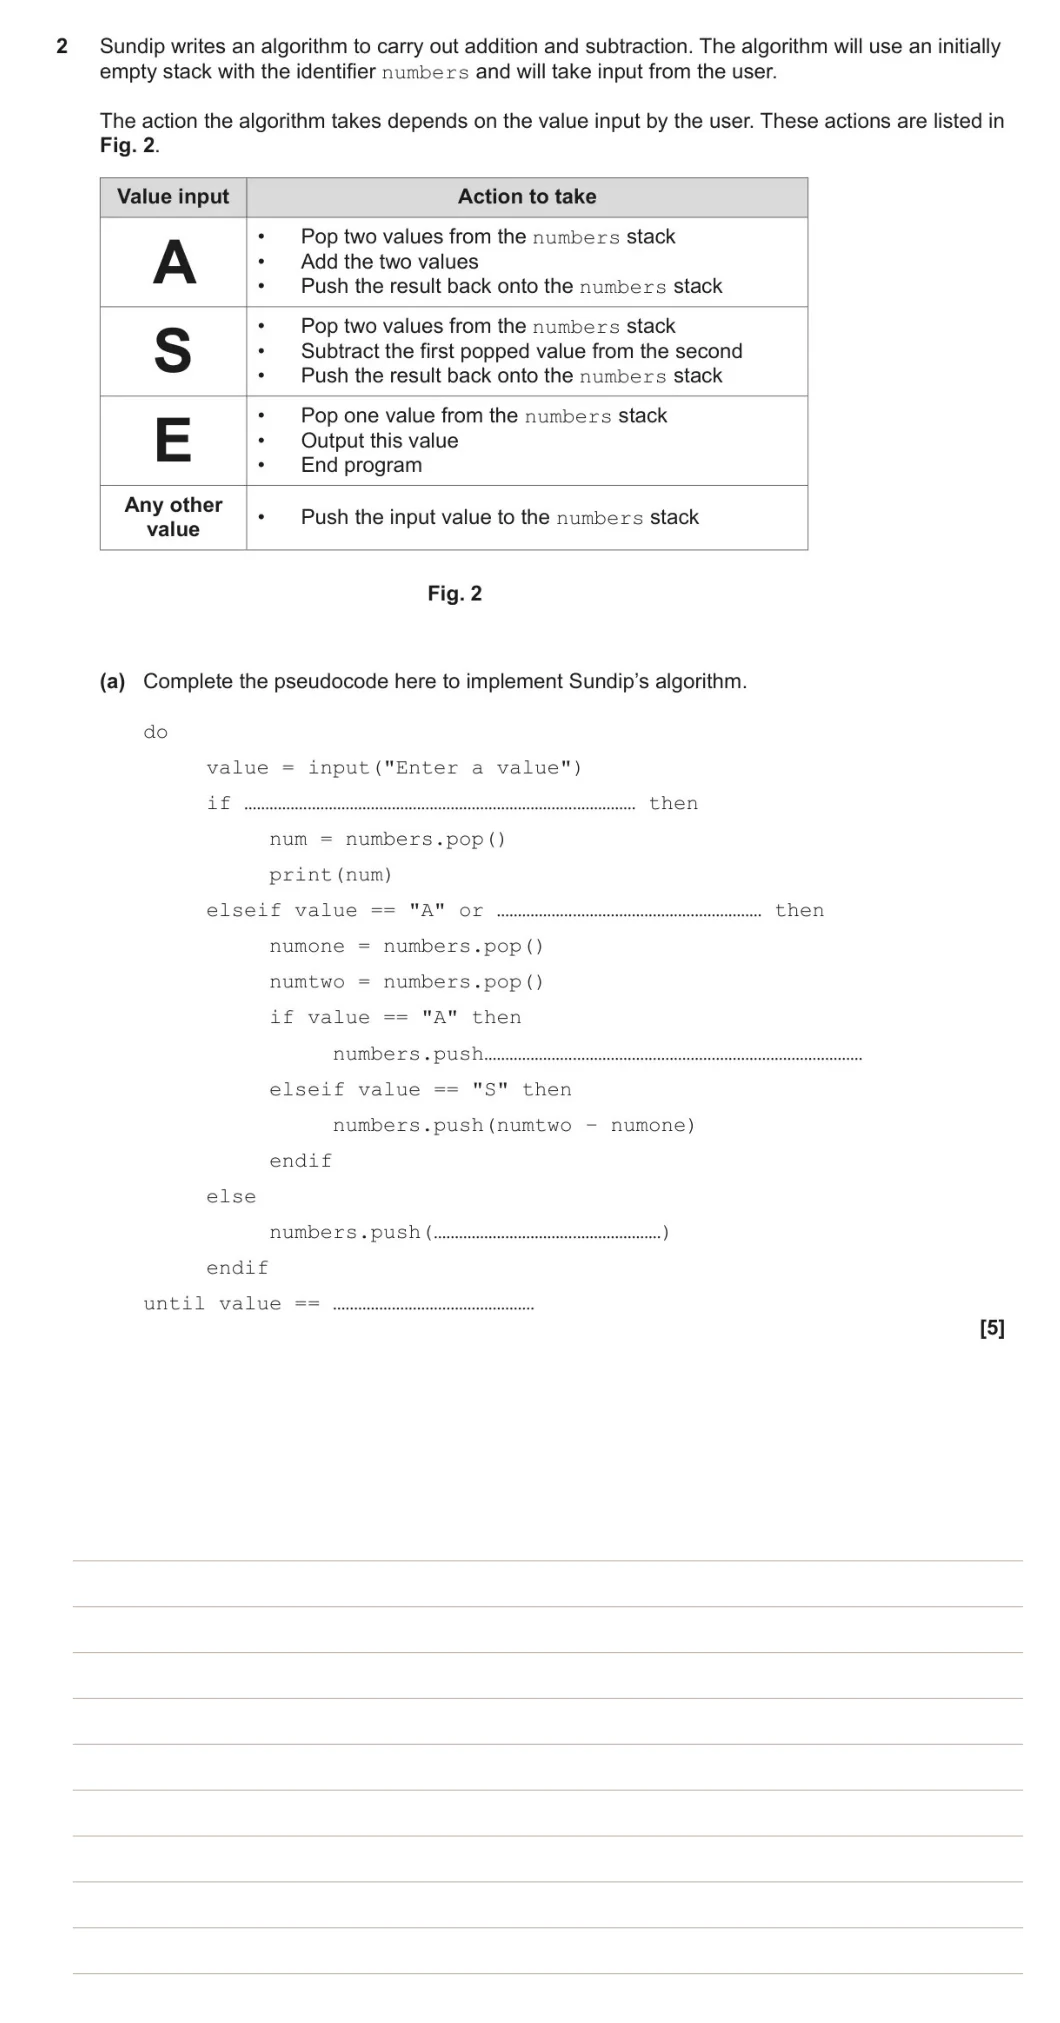 2 Sundip writes an algorithm to carry out addition and subtraction. The algorithm will use an initially
empty stack with the identifier numbers and will take input from the user.
The action the algorithm takes depends on the value input by the user. These actions are listed in
Fig. 2.
Value input Action to take
A
• Pop two values from the numbers stack
• Add the two values
• Push the result back onto the numbers stack
S
• Pop two values from the numbers stack
• Subtract the first popped value from the second
• Push the result back onto the numbers stack
E
• Pop one value from the numbers stack
• Output this value
• End program
Any other
value
• Push the input value to the numbers stack
Fig. 2
(a) Complete the pseudocode here to implement Sundip's algorithm.
do
value = input("Enter a value")
if ........................................ then
num = numbers.pop()
print(num)
elseif value == "A" or ........................................ then
numone = numbers.pop()
numtwo = numbers.pop()
if value == "A" then
numbers.push........................................
elseif value == "S" then
numbers.push(numtwo – numone)
endif
else
numbers.push(........................................)
endif
until value == ........................................
[5]